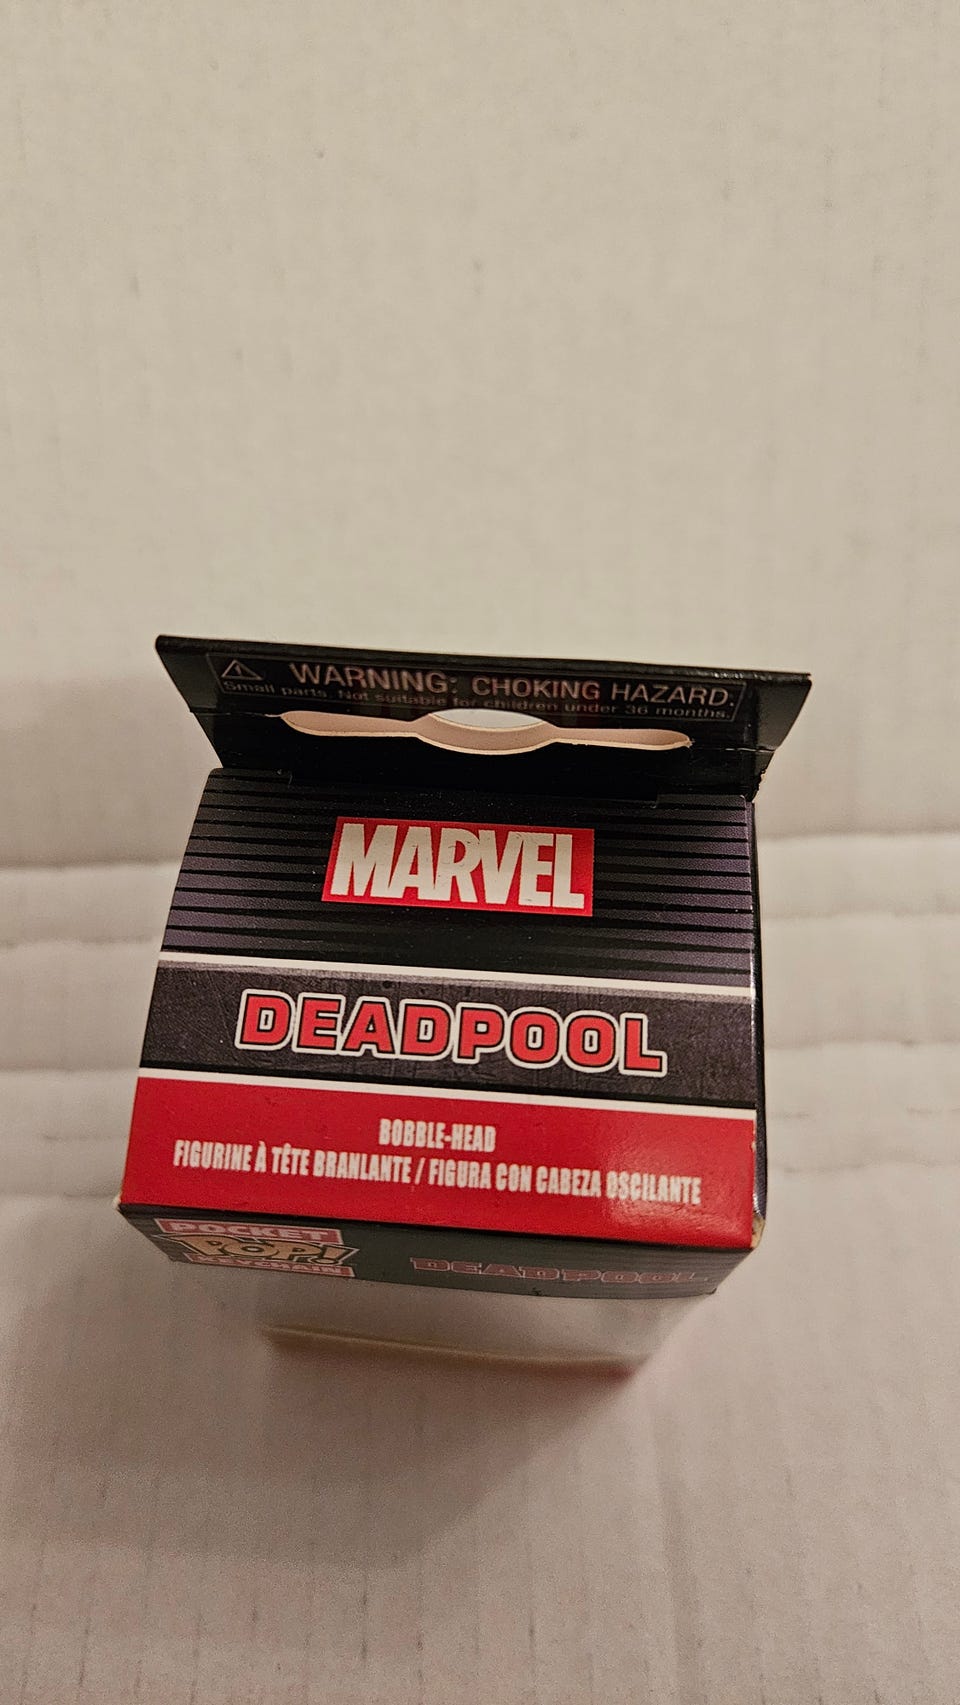 WARNING: CHOKING HAZARD.
Small parts. Not suitable for children under 36 months.
MARVEL
DEADPOOL
BOBBLE-HEAD
FIGURINE À TÊTE BRANLANTE / FIGURA CON CABEZA OSCILANTE
POCKET
POP!
KEYCHAIN
DEADPOOL